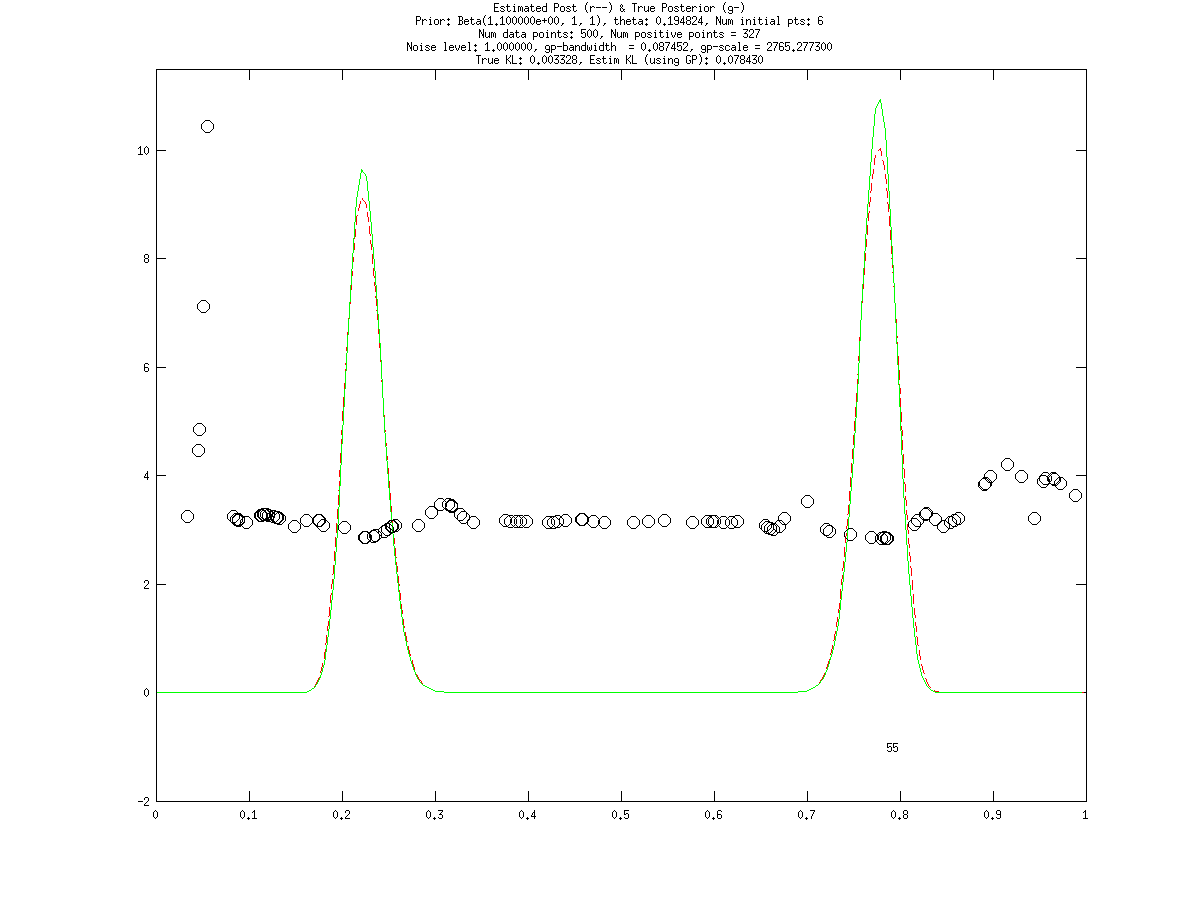 Estimated Post (r--) & True Posterior (g-)
Prior: Beta(1.100000e+00, 1, 1), theta: 0.194824, Num initial pts: 6
Num data points: 500, Num positive points = 327
Noise level: 1.000000, gp-bandwidth  = 0.087452, gp-scale = 2765.277300
True KL: 0.003328, Estim KL (using GP): 0.078430
10
8
6
4
2
0
55
-2
0 0.1 0.2 0.3 0.4 0.5 0.6 0.7 0.8 0.9 1